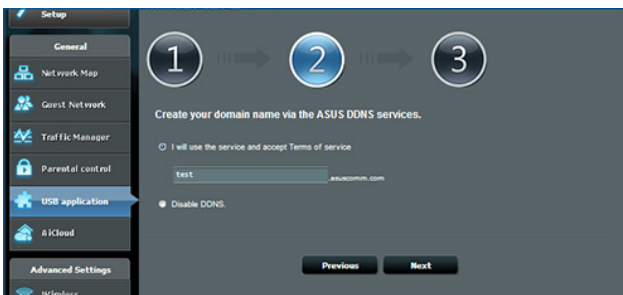 Setup
General
Network Map
Guest Network
Traffic Manager
Parental control
USB application
AiCloud
Advanced Settings
Wireless
1
2
3
Create your domain name via the ASUS DDNS services.
I will use the service and accept Terms of service
test
.asuscomm.com
Disable DDNS.
Previous
Next